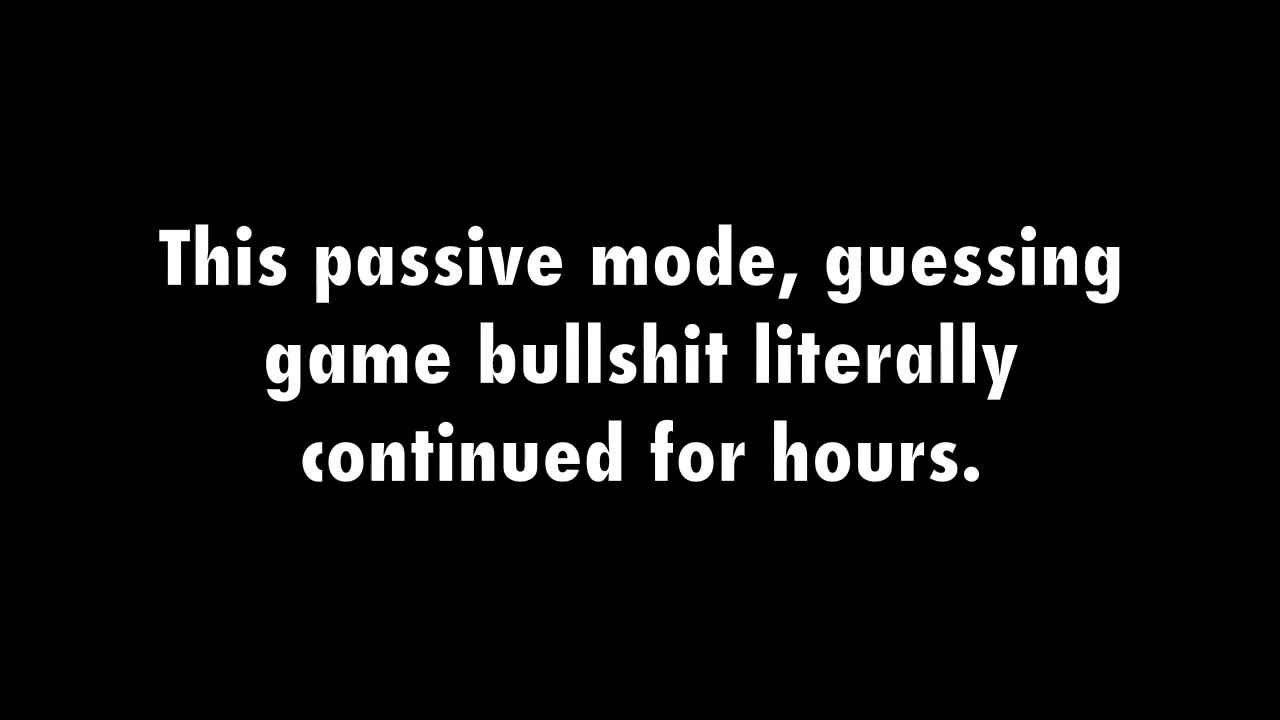 This passive mode, guessing
game bullshit literally
continued for hours.